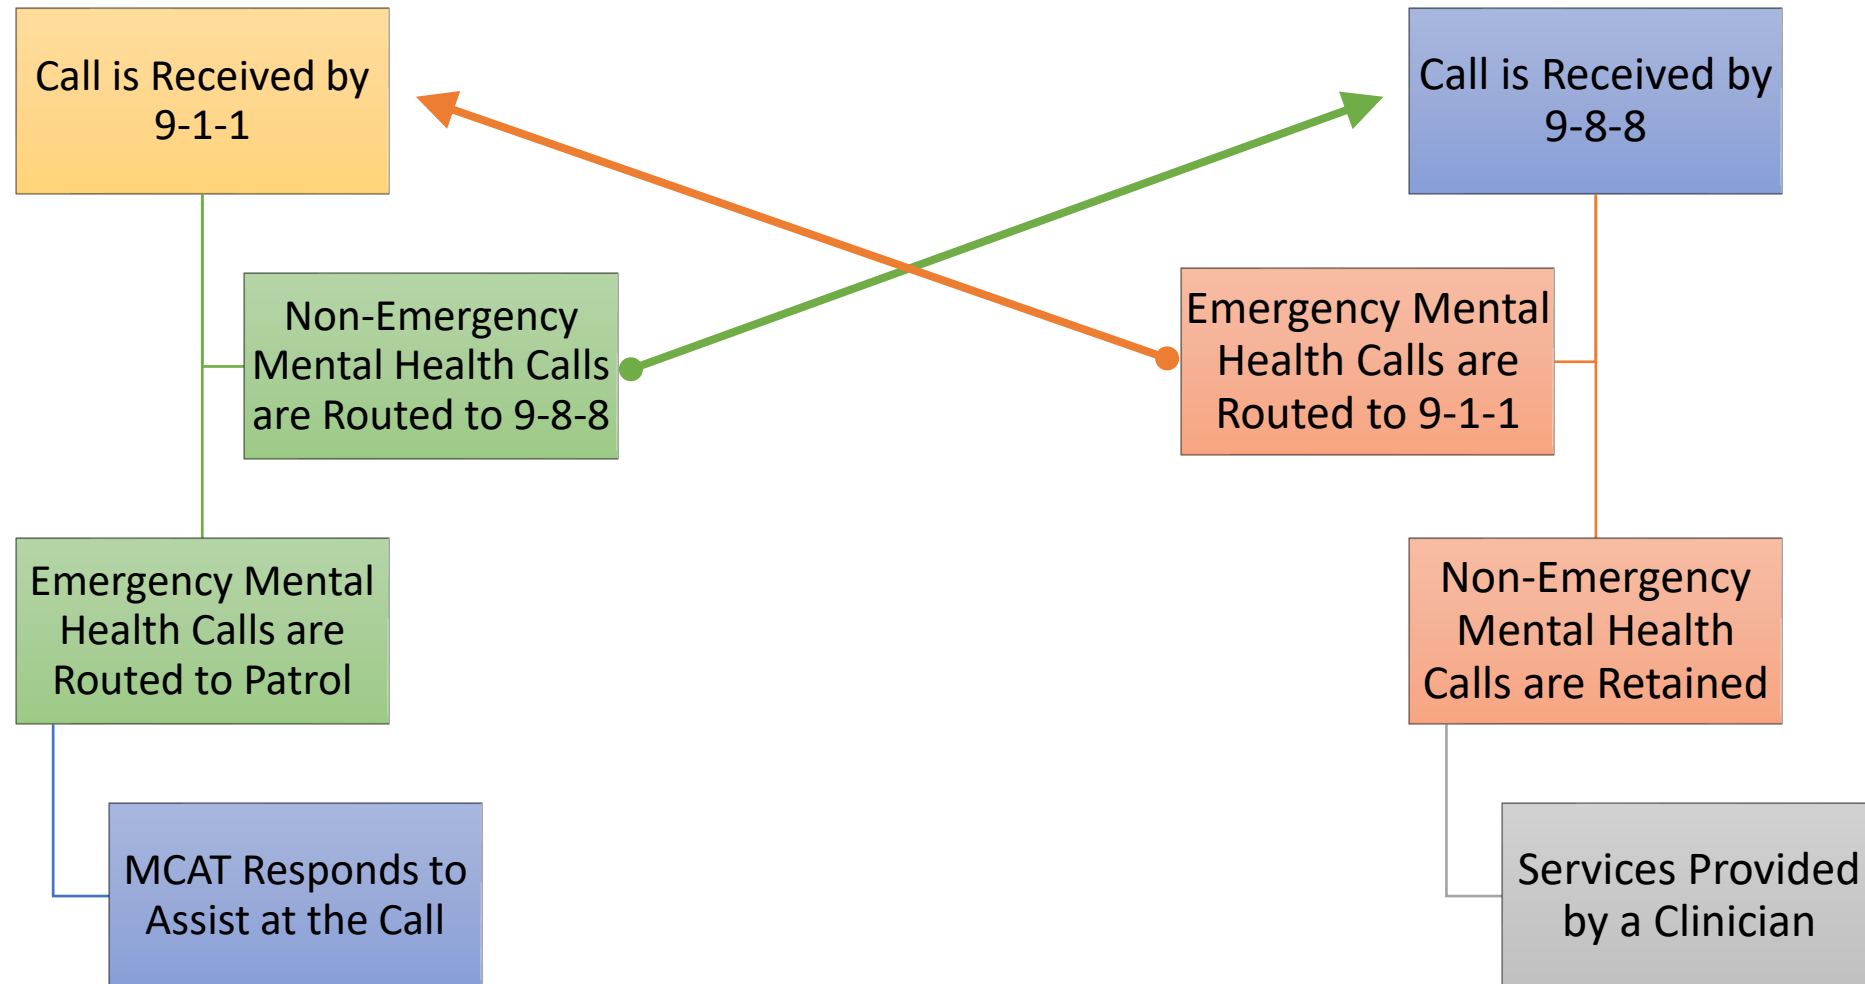 Call is Received by
9-1-1
Call is Received by
9-8-8
Non-Emergency
Mental Health Calls
are Routed to 9-8-8
Emergency Mental
Health Calls are
Routed to 9-1-1
Emergency Mental
Health Calls are
Routed to Patrol
Non-Emergency
Mental Health
Calls are Retained
MCAT Responds to
Assist at the Call
Services Provided
by a Clinician